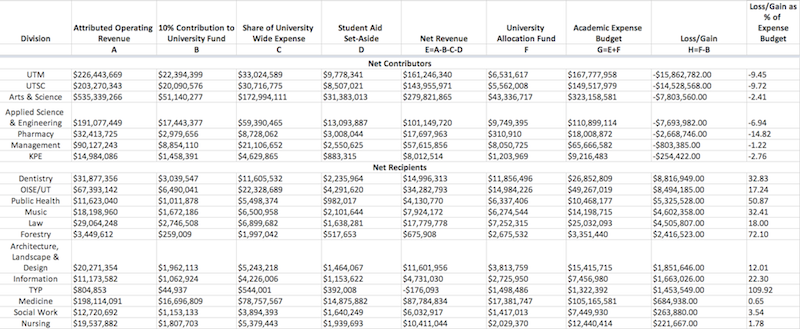 Division Attributed Operating Revenue 10% Contribution to University Fund Share of University Wide Expense Student Aid Set-Aside Net Revenue University Allocation Fund Academic Expense Budget Loss/Gain Loss/Gain as % of Expense Budget
A B C D E=A-B-C-D F G=E+F H=F-B
Net Contributors
UTM $226,443,669 $22,394,399 $33,024,589 $9,778,341 $161,246,340 $6,531,617 $167,777,958 -$15,862,782.00 -9.45
UTSC $203,270,343 $20,090,576 $30,716,775 $8,507,021 $143,955,971 $5,562,008 $149,517,979 -$14,528,568.00 -9.72
Arts & Science $535,339,266 $51,140,277 $172,994,111 $31,383,013 $279,821,865 $43,336,717 $323,158,581 -$7,803,560.00 -2.41
Applied Science & Engineering $191,077,449 $17,443,377 $59,390,465 $13,093,887 $101,149,720 $9,749,395 $110,899,114 -$7,693,982.00 -6.94
Pharmacy $32,413,725 $2,979,656 $8,728,062 $3,008,044 $17,697,963 $310,910 $18,008,872 -$2,668,746.00 -14.82
Management $90,127,243 $8,854,110 $21,106,652 $2,550,625 $57,615,856 $8,050,725 $65,666,582 -$803,385.00 -1.22
KPE $14,984,086 $1,458,391 $4,629,865 $883,315 $8,012,514 $1,203,969 $9,216,483 -$254,422.00 -2.76
Net Recipients
Dentistry $31,877,356 $3,039,547 $11,605,532 $2,235,964 $14,996,313 $11,856,496 $26,852,809 $8,816,949.00 32.83
OISE/UT $67,393,142 $6,490,041 $22,328,689 $4,291,620 $34,282,793 $14,984,226 $49,267,019 $8,494,185.00 17.24
Public Health $11,623,040 $1,011,878 $5,498,374 $982,017 $4,130,770 $6,337,406 $10,468,177 $5,325,528.00 50.87
Music $18,198,960 $1,672,186 $6,500,958 $2,101,644 $7,924,172 $6,274,544 $14,198,715 $4,602,358.00 32.41
Law $29,064,248 $2,746,508 $6,899,682 $1,638,281 $17,779,778 $7,252,315 $25,032,093 $4,505,807.00 18.00
Forestry $3,449,612 $259,009 $1,997,042 $517,653 $675,908 $2,675,532 $3,351,440 $2,416,523.00 72.10
Architecture, Landscape & Design $20,271,354 $1,962,113 $5,243,218 $1,464,067 $11,601,956 $3,813,759 $15,415,715 $1,851,646.00 12.01
Information $11,173,582 $1,062,924 $4,226,006 $1,153,622 $4,731,030 $2,725,950 $7,456,980 $1,663,026.00 22.30
TYP $804,853 $44,937 $544,001 $392,008 -$176,093 $1,498,486 $1,322,392 $1,453,549.00 109.92
Medicine $198,114,091 $16,696,809 $78,757,567 $14,875,882 $87,784,834 $17,381,747 $105,165,581 $684,938.00 0.65
Social Work $12,720,692 $1,153,133 $3,894,393 $1,640,249 $6,032,917 $1,417,013 $7,449,930 $263,880.00 3.54
Nursing $19,537,882 $1,807,703 $5,379,443 $1,939,693 $10,411,044 $2,029,370 $12,440,414 $221,667.00 1.78